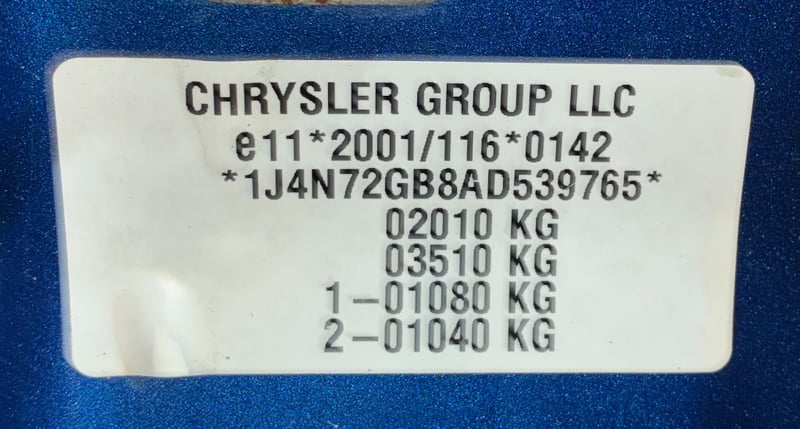 CHRYSLER GROUP LLC
e11*2001/116*0142
*1J4N72GB8AD539765*
02010 KG
03510 KG
1-01080 KG
2-01040 KG